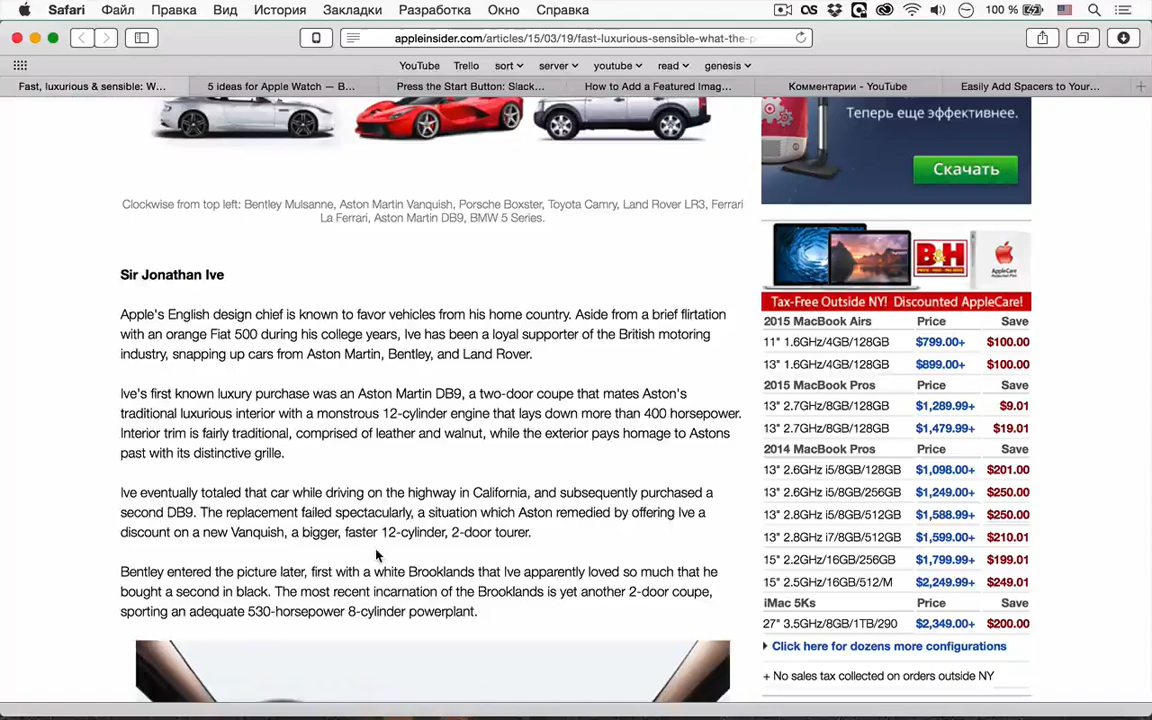 Safari Файл Правка Вид История Закладки Разработка Окно Справка 100 %
appleinsider.com/articles/15/03/19/fast-luxurious-sensible-what-the-p
YouTube Trello sort server youtube read genesis
Fast, luxurious & sensible: W... 5 ideas for Apple Watch — B... Press the Start Button: Slack... How to Add a Featured Imag... Комментарии - YouTube Easily Add Spacers to Your...
Теперь еще эффективнее.
Скачать
Clockwise from top left: Bentley Mulsanne, Aston Martin Vanquish, Porsche Boxster, Toyota Camry, Land Rover LR3, Ferrari
La Ferrari, Aston Martin DB9, BMW 5 Series.
Sir Jonathan Ive
Apple's English design chief is known to favor vehicles from his home country. Aside from a brief flirtation
with an orange Fiat 500 during his college years, Ive has been a loyal supporter of the British motoring
industry, snapping up cars from Aston Martin, Bentley, and Land Rover.
Ive's first known luxury purchase was an Aston Martin DB9, a two-door coupe that mates Aston's
traditional luxurious interior with a monstrous 12-cylinder engine that lays down more than 400 horsepower.
Interior trim is fairly traditional, comprised of leather and walnut, while the exterior pays homage to Astons
past with its distinctive grille.
Ive eventually totaled that car while driving on the highway in California, and subsequently purchased a
second DB9. The replacement failed spectacularly, a situation which Aston remedied by offering Ive a
discount on a new Vanquish, a bigger, faster 12-cylinder, 2-door tourer.
Bentley entered the picture later, first with a white Brooklands that Ive apparently loved so much that he
bought a second in black. The most recent incarnation of the Brooklands is yet another 2-door coupe,
sporting an adequate 530-horsepower 8-cylinder powerplant.
B&H
AppleCare
Tax-Free Outside NY! Discounted AppleCare!
2015 MacBook Airs Price Save
11" 1.6GHz/4GB/128GB $799.00+ $100.00
13" 1.6GHz/4GB/128GB $899.00+ $100.00
2015 MacBook Pros Price Save
13" 2.7GHz/8GB/128GB $1,289.99+ $9.01
13" 2.7GHz/8GB/128GB $1,479.99+ $19.01
2014 MacBook Pros Price Save
13" 2.6GHz i5/8GB/128GB $1,098.00+ $201.00
13" 2.6GHz i5/8GB/256GB $1,249.00+ $250.00
13" 2.8GHz i5/8GB/512GB $1,588.99+ $250.00
13" 2.8GHz i7/8GB/512GB $1,599.00+ $210.01
15" 2.2GHz/16GB/256GB $1,799.99+ $199.01
15" 2.5GHz/16GB/512/M $2,249.99+ $249.01
iMac 5Ks Price Save
27" 3.5GHz/8GB/1TB/290 $2,349.00+ $200.00
Click here for dozens more configurations
+ No sales tax collected on orders outside NY